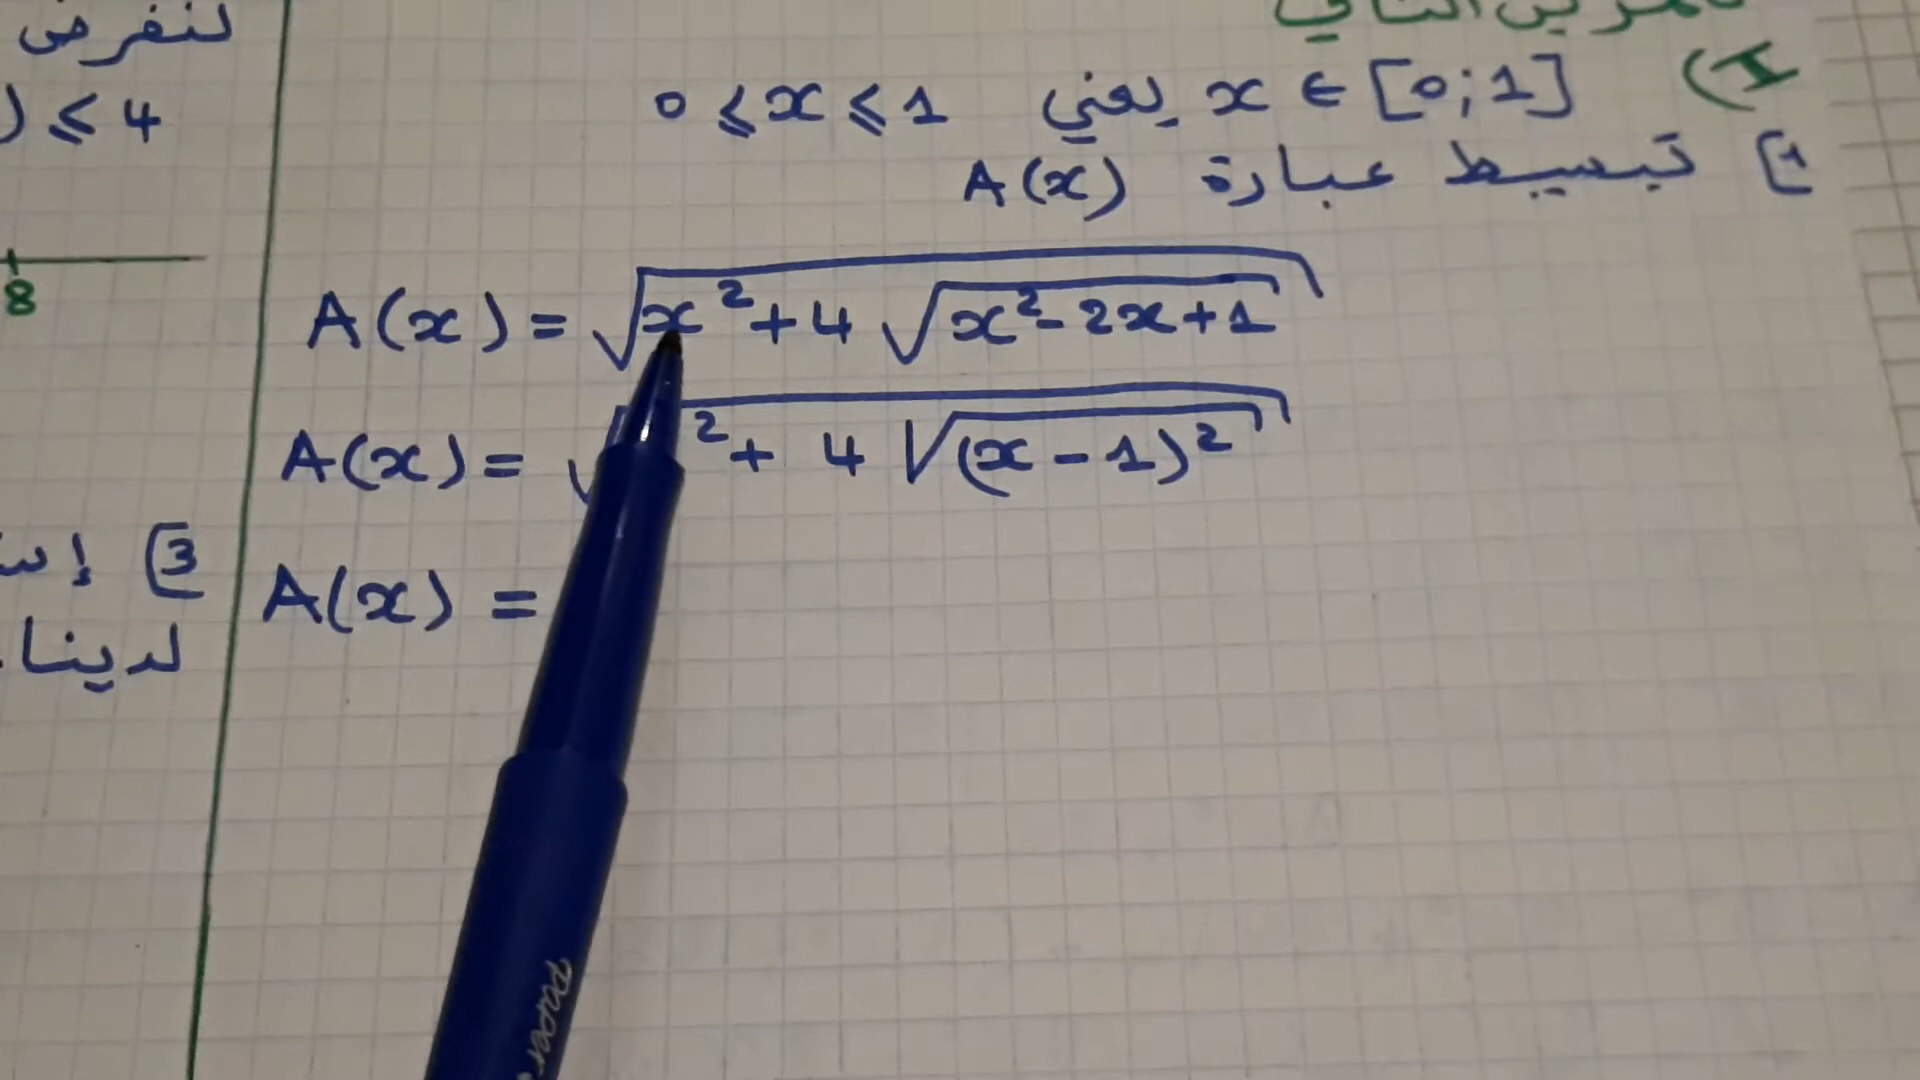 I)
x ∈ [0;1] يعني 0 ⩽ x ⩽ 1
1] تبسيط عبارة A(x)
A(x) = √(x² + 4 √(x² - 2x + 1))
A(x) = √( ² + 4 √((x - 1)²))
A(x) =
لنفرض
) ⩽ 4
8
3]
لدينا
paper